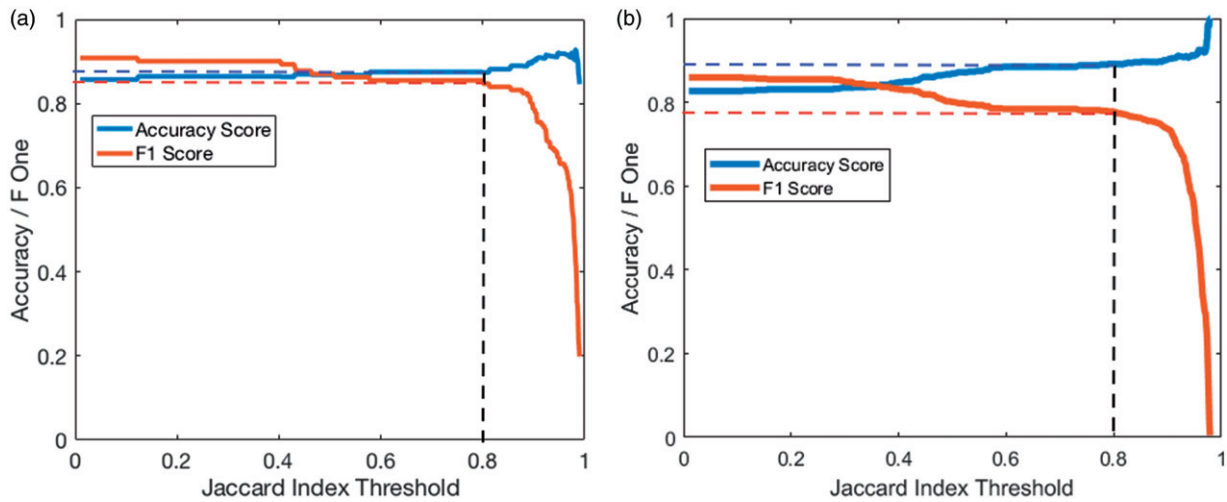 (a)
1
0.8
0.6
0.4
0.2
0
Accuracy / F One
Accuracy Score
F1 Score
0 0.2 0.4 0.6 0.8 1
Jaccard Index Threshold
(b)
1
0.8
0.6
0.4
0.2
0
Accuracy / F One
Accuracy Score
F1 Score
0 0.2 0.4 0.6 0.8 1
Jaccard Index Threshold